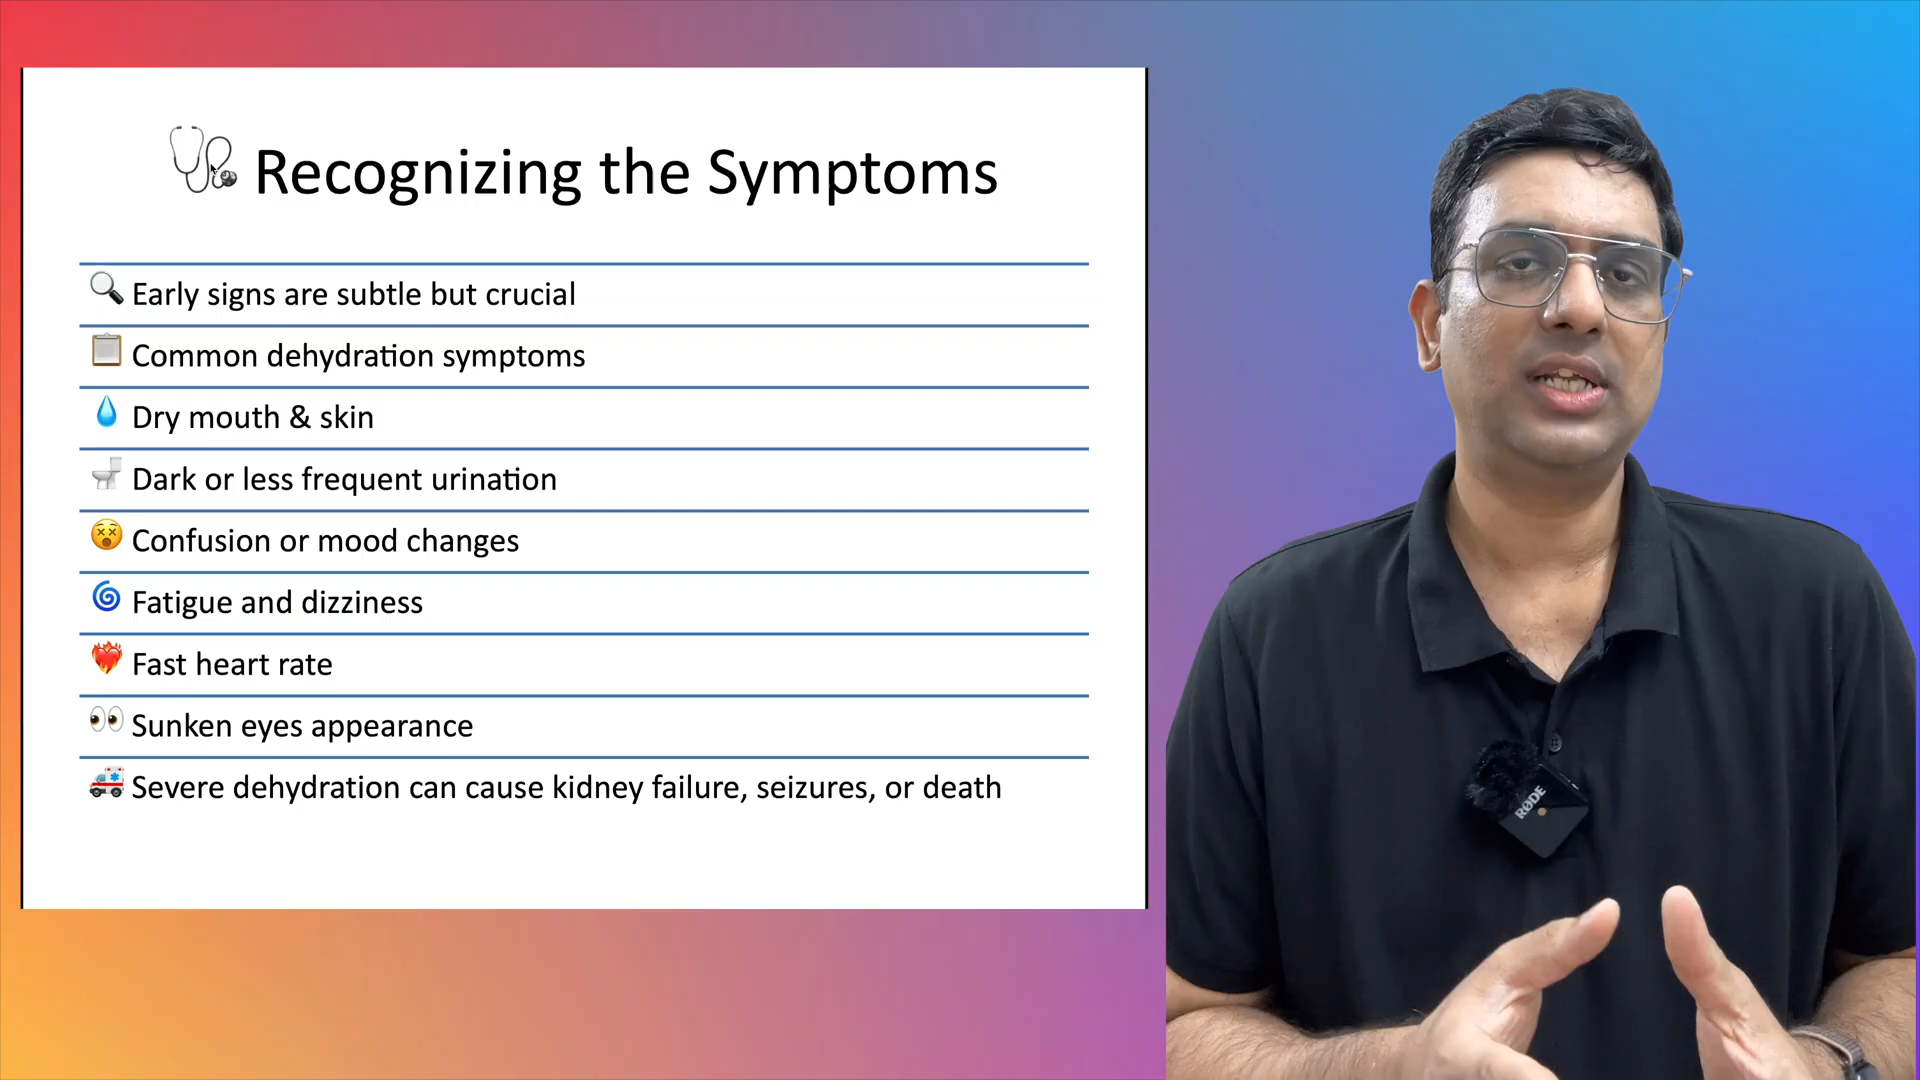 Recognizing the Symptoms
Early signs are subtle but crucial
Common dehydration symptoms
Dry mouth & skin
Dark or less frequent urination
Confusion or mood changes
Fatigue and dizziness
Fast heart rate
Sunken eyes appearance
Severe dehydration can cause kidney failure, seizures, or death
RØDE